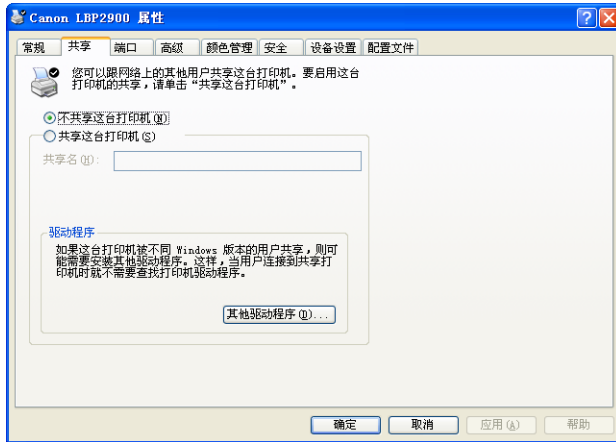 Canon LBP2900 属性
常规 共享 端口 高级 颜色管理 安全 设备设置 配置文件
您可以跟网络上的其他用户共享这台打印机。要启用这台
打印机的共享，请单击“共享这台打印机”。
不共享这台打印机(N)
共享这台打印机(S)
共享名(H):
驱动程序
如果这台打印机被不同 Windows 版本的用户共享，则可
能需要安装其他驱动程序。这样，当用户连接到共享打
印机时就不需要查找打印机驱动程序。
其他驱动程序(D)...
确定 取消 应用(A) 帮助